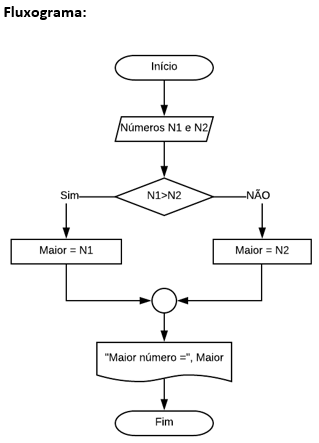 Fluxograma:
Início
Números N1 e N2
N1>N2
Sim
NÃO
Maior = N1
Maior = N2
"Maior número =", Maior
Fim